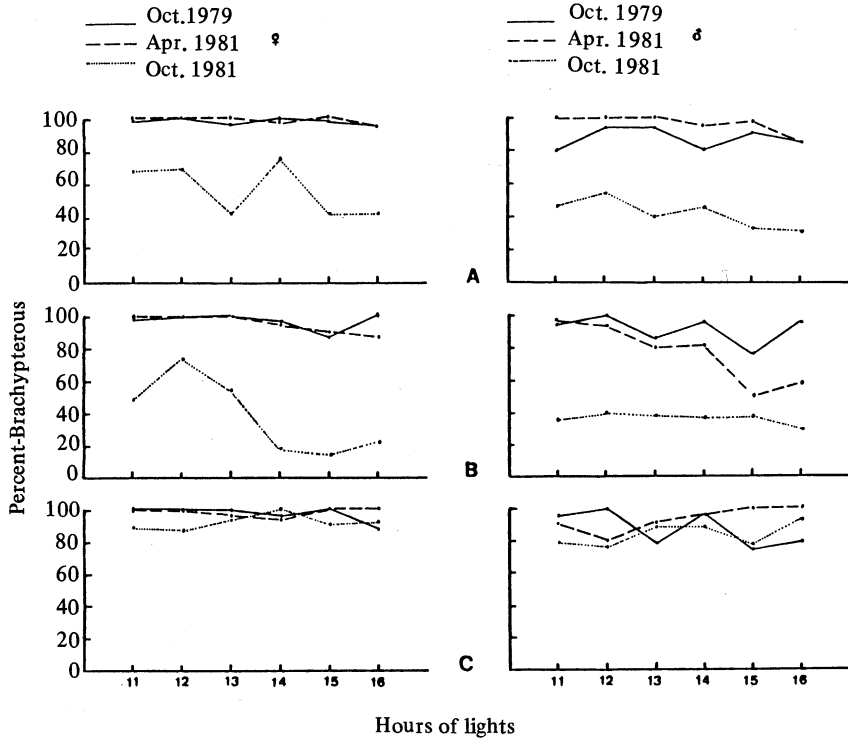 Oct.1979
Apr. 1981 ♀
Oct. 1981
Oct. 1979
Apr. 1981 ♂
Oct. 1981
Percent-Brachypterous
100
80
60
40
20
0
A
100
80
60
40
20
0
B
100
80
60
40
20
0
C
11 12 13 14 15 16
11 12 13 14 15 16
Hours of lights